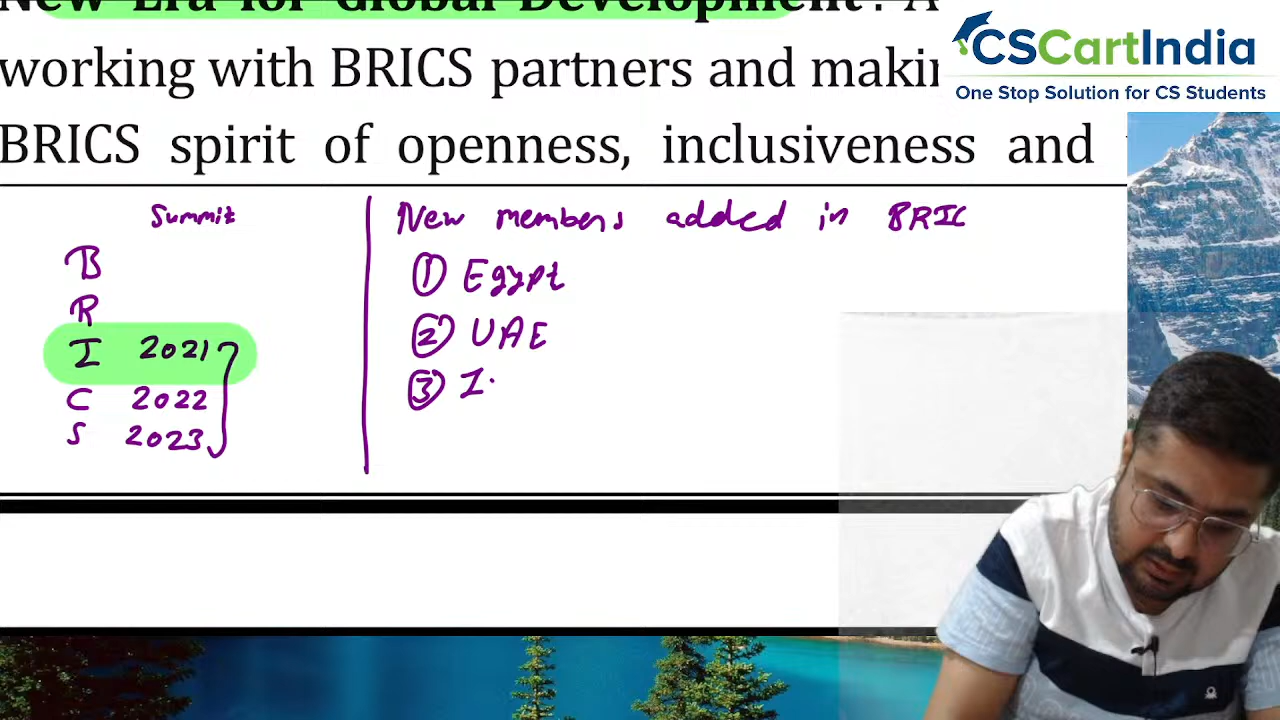 New Era for Global Development
working with BRICS partners and makin
BRICS spirit of openness, inclusiveness and
CSCartIndia
One Stop Solution for CS Students
Summit
B
R
I 2021
C 2022
S 2023
New members added in BRIC
① Egypt
② UAE
③ I